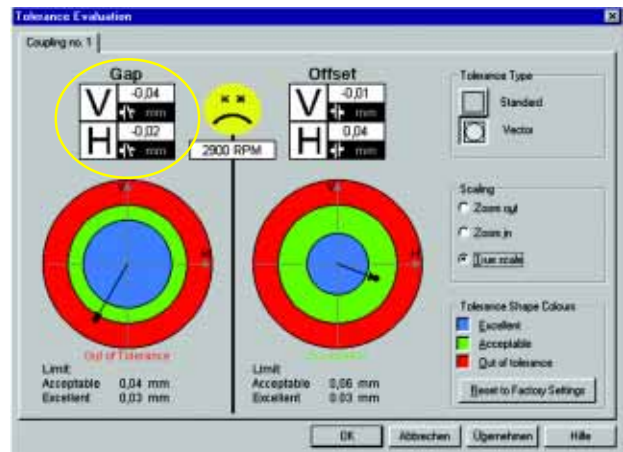 Tolerance Evaluation
Coupling no. 1
Gap
V -0,04 mm
H -0,02 mm
2900 RPM
Offset
V -0,01 mm
H 0,04 mm
V
H
Out of Tolerance
Limit
Acceptable 0,04 mm
Excellent 0,03 mm
H
Acceptable
Limit
Acceptable 0,06 mm
Excellent 0.03 mm
Tolerance Type
Standard
Vector
Scaling
Zoom out
Zoom in
True scale
Tolerance Shape Colours
Excellent
Acceptable
Out of tolerance
Reset to Factory Settings
OK
Abbrechen
Übernehmen
Hilfe